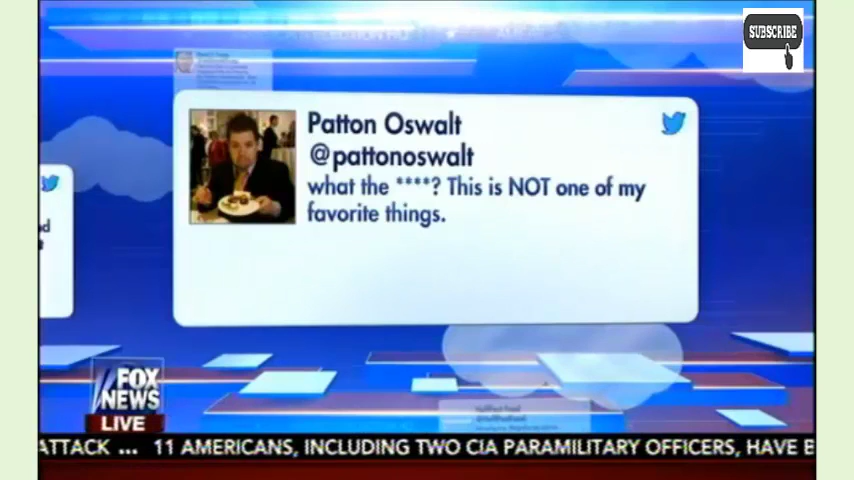 SUBSCRIBE
Patton Oswalt
@pattonoswalt
what the ****? This is NOT one of my
favorite things.
FOX
NEWS
LIVE
ATTACK ... 11 AMERICANS, INCLUDING TWO CIA PARAMILITARY OFFICERS, HAVE B